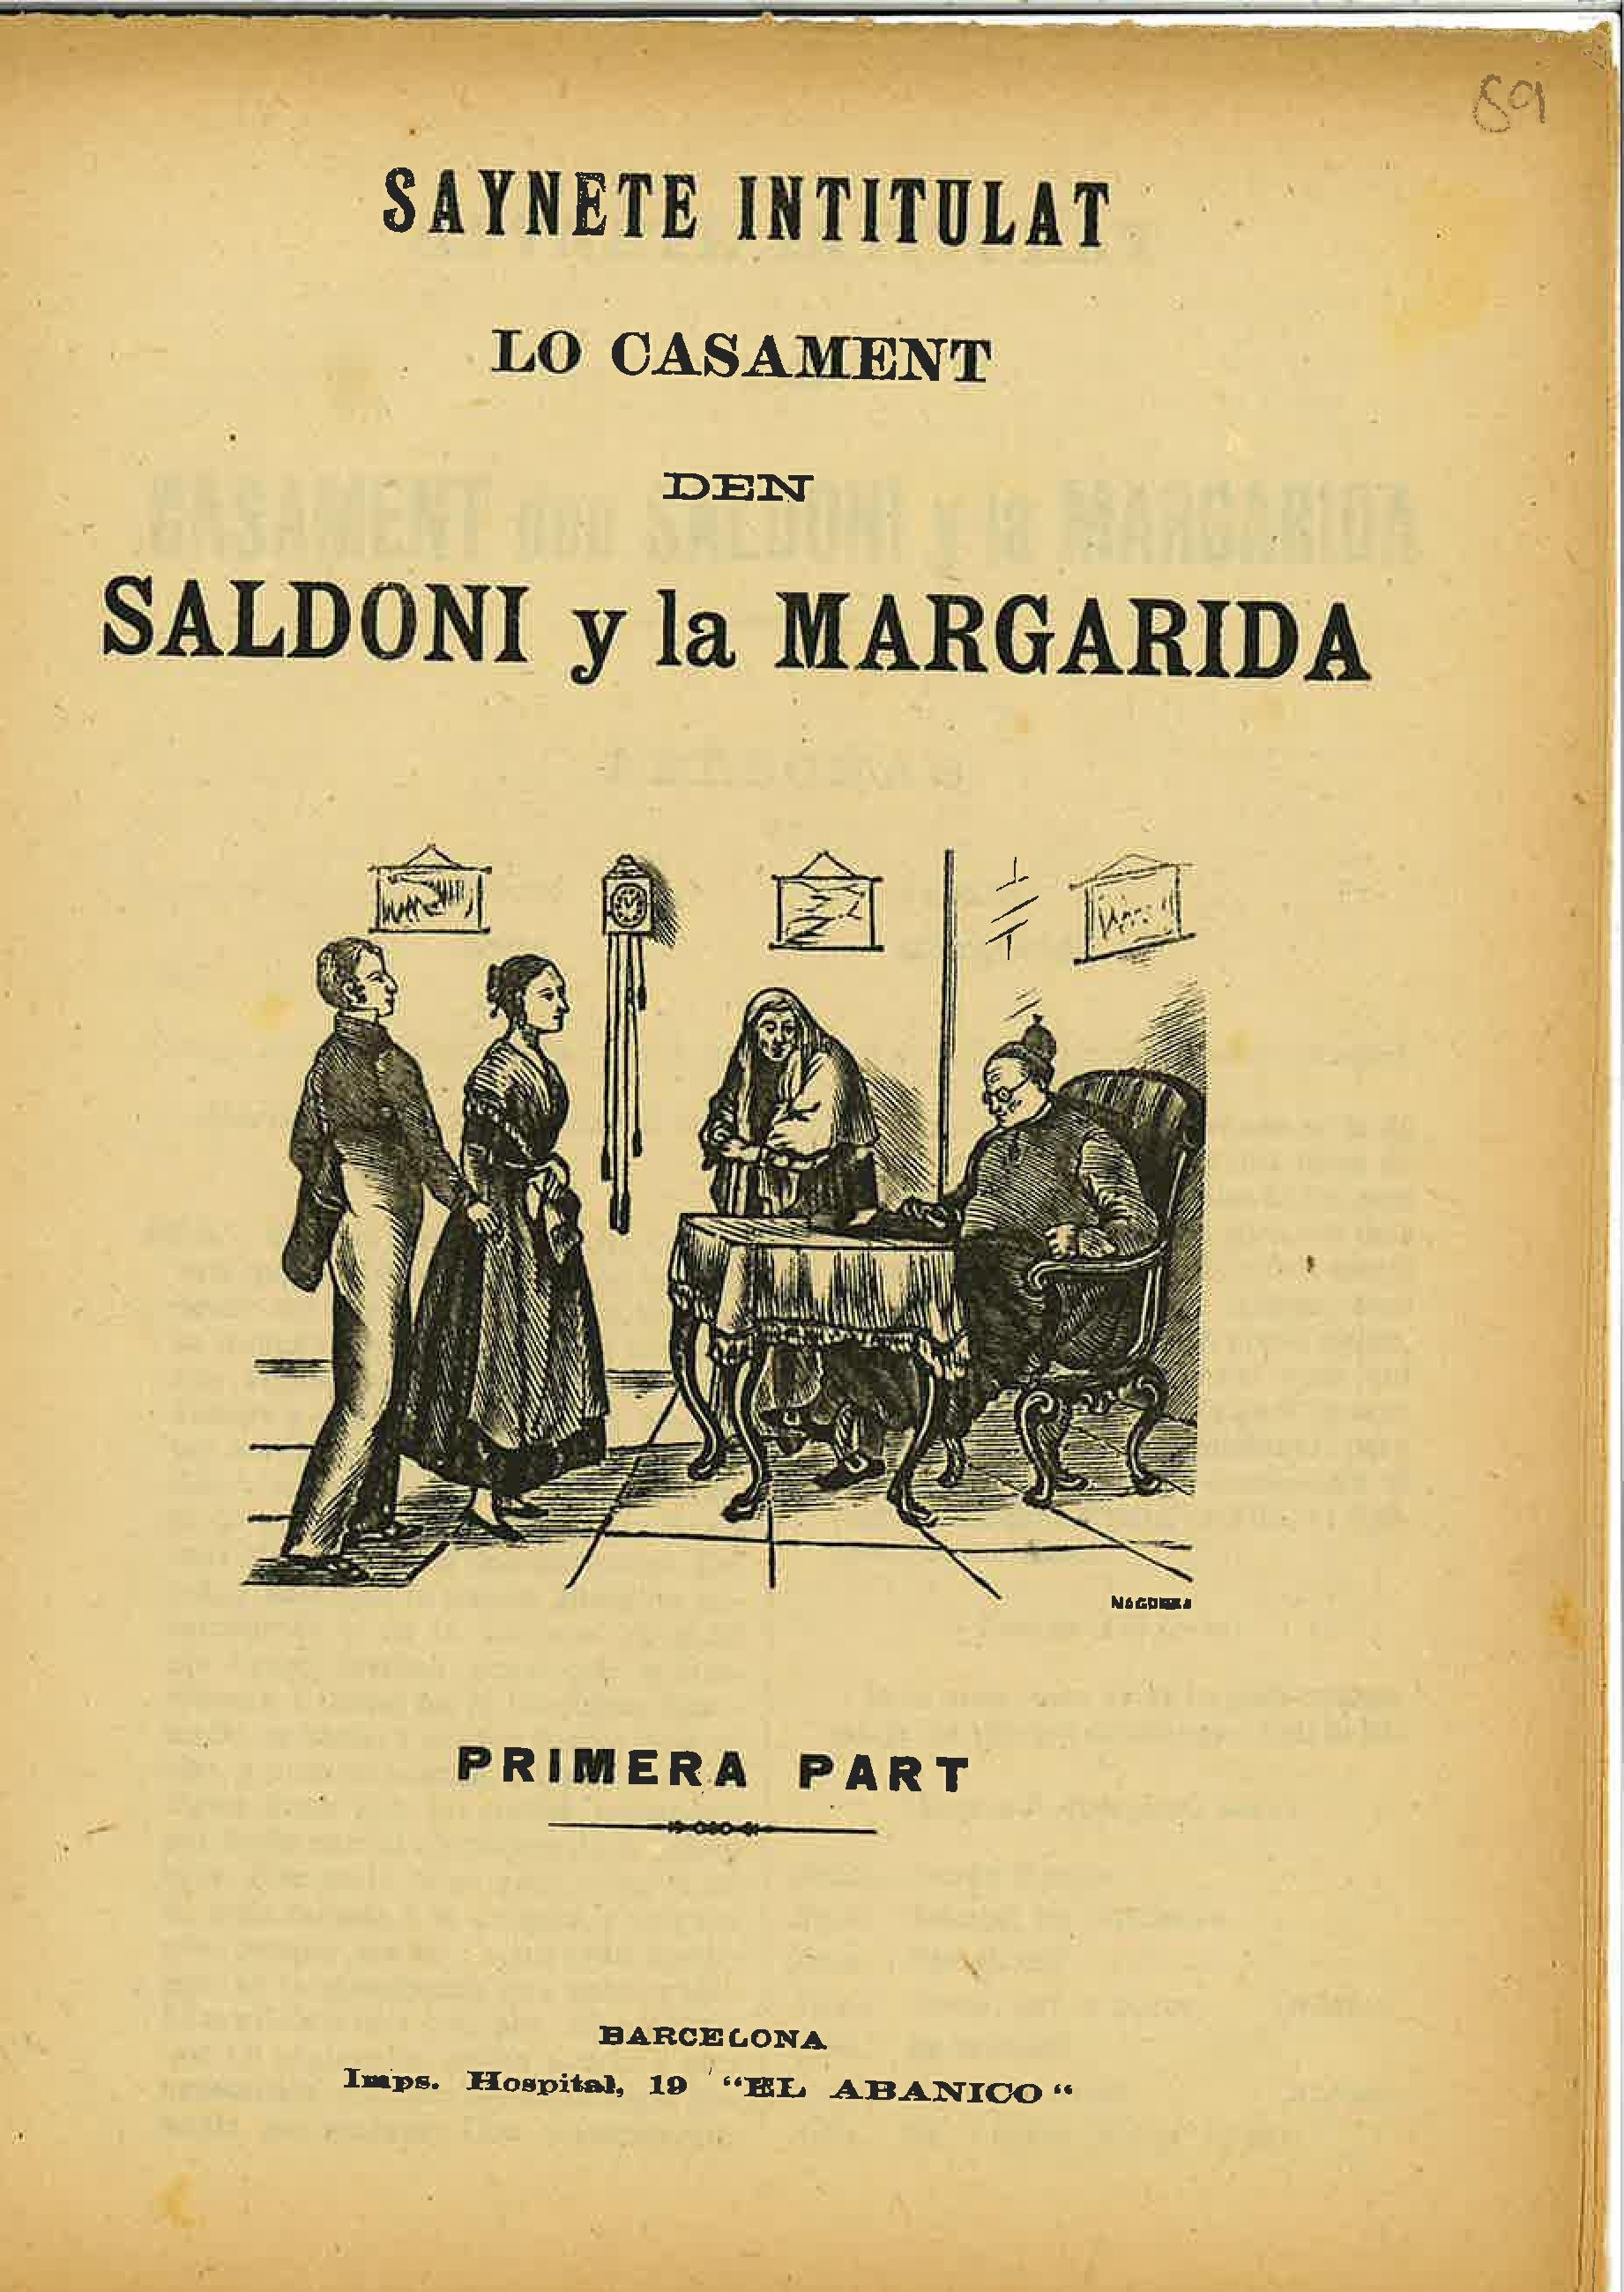 89
SAYNETE INTITULAT
LO CASAMENT
DEN
SALDONI y la MARGARIDA
PRIMERA PART
BARCELONA
Imps. Hospital, 19 "EL ABANICO"